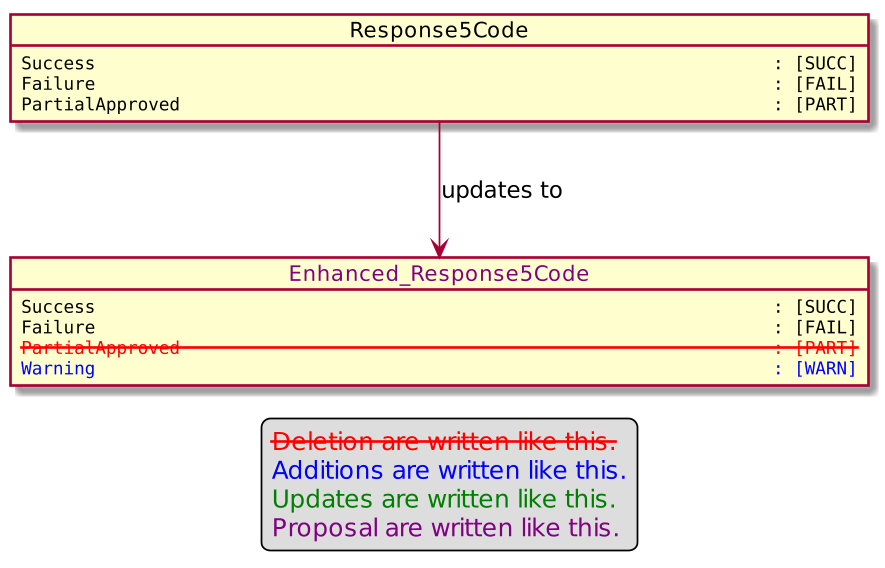 Response5Code
Success : [SUCC]
Failure : [FAIL]
PartialApproved : [PART]
updates to
Enhanced_Response5Code
Success : [SUCC]
Failure : [FAIL]
PartialApproved : [PART]
Warning : [WARN]
Deletion are written like this.
Additions are written like this.
Updates are written like this.
Proposal are written like this.